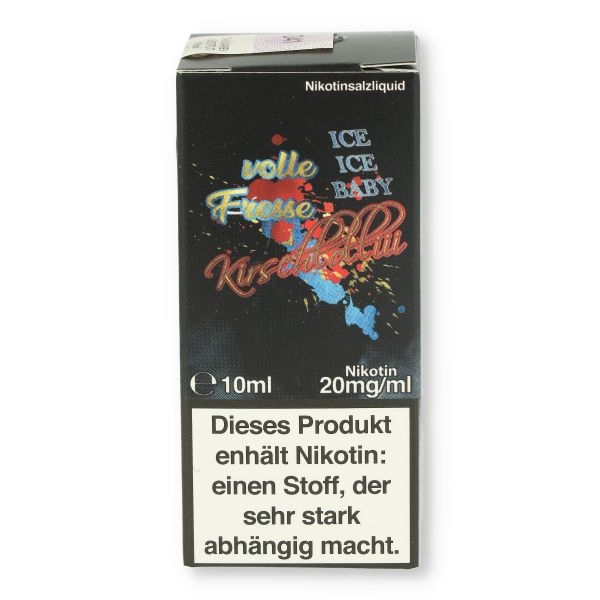 Nikotinsalzliquid
ICE
ICE
BABY
volle
Fresse
℮ 10ml
Nikotin
20mg/ml
Dieses Produkt
enhält Nikotin:
einen Stoff, der
sehr stark
abhängig macht.